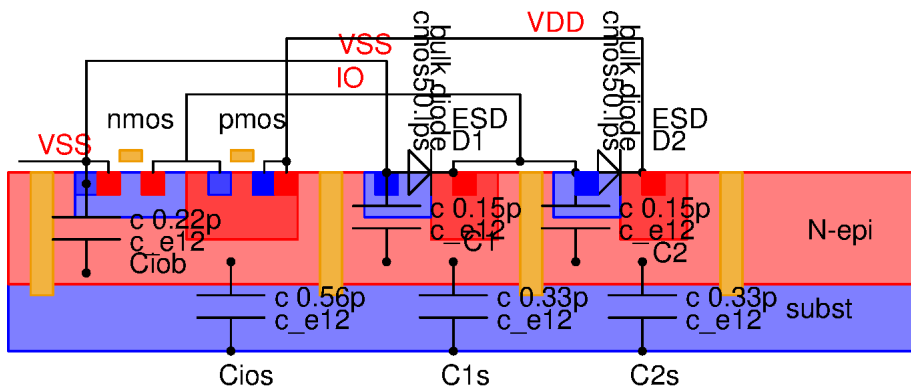 VDD
VSS
IO
bulk diode
cmos50.lps
bulk diode
cmos50.lps
nmos
pmos
ESD
D1
ESD
D2
VSS
c 0.22p
c_e12
Ciob
c 0.15p
c_e12
C1
c 0.15p
c_e12
C2
N-epi
c 0.56p
c_e12
c 0.33p
c_e12
c 0.33p
c_e12
subst
Cios
C1s
C2s